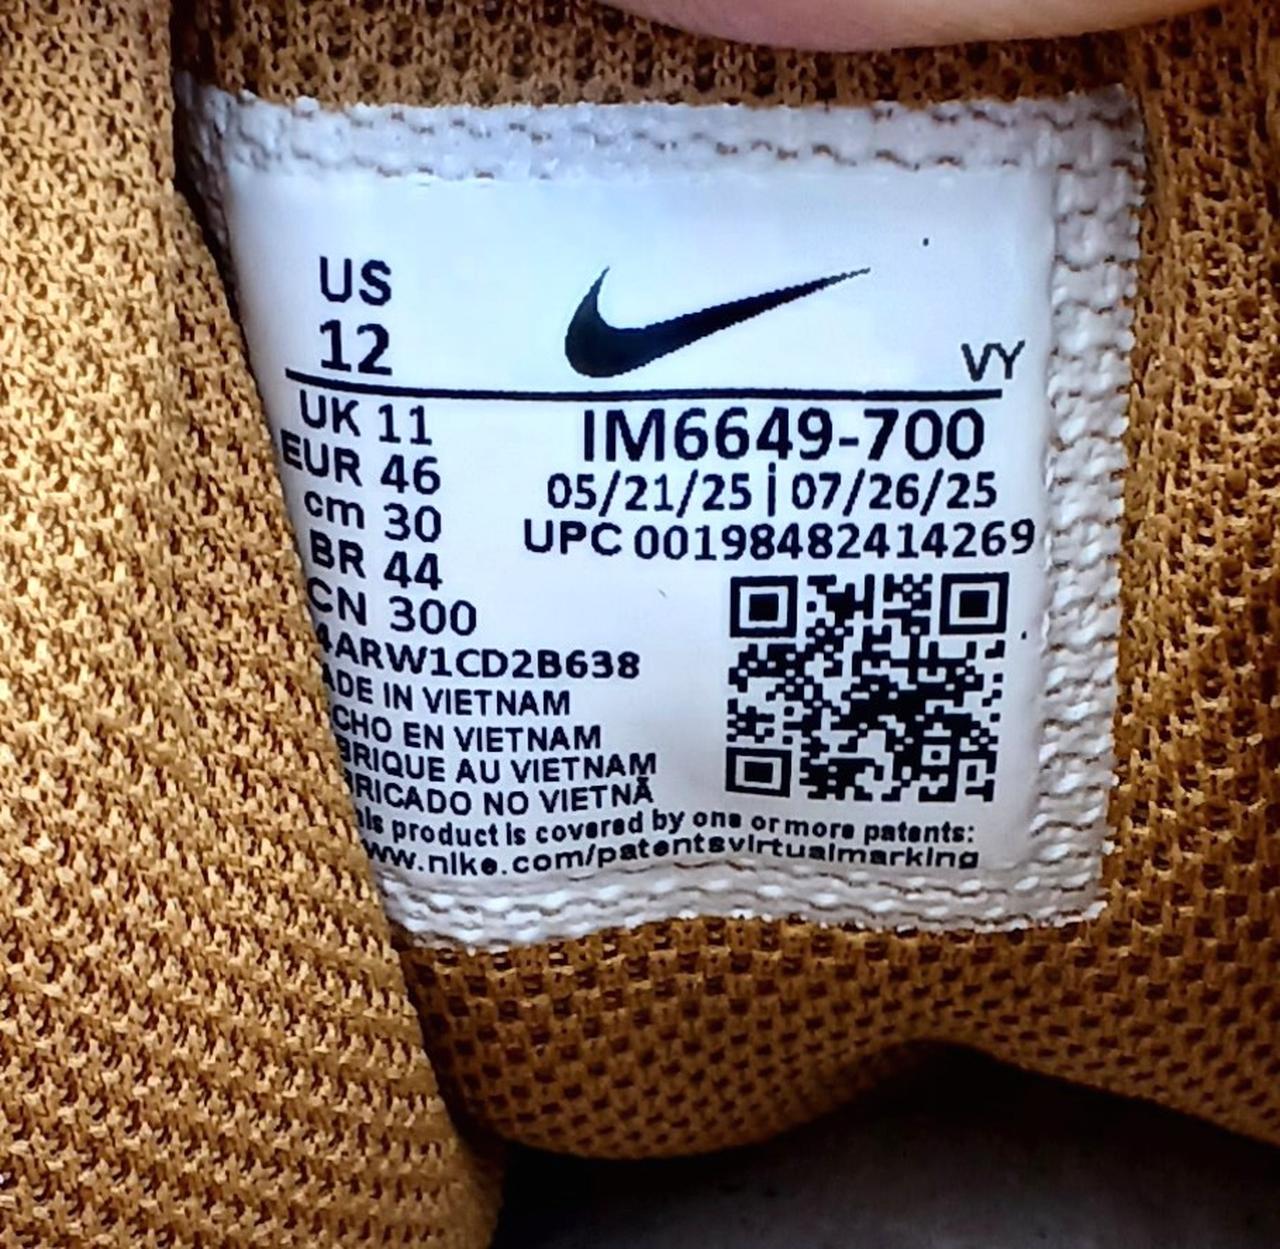 US
12
VY
UK 11
EUR 46
cm 30
BR 44
CN 300
IM6649-700
05/21/25 | 07/26/25
UPC 00198482414269
4ARW1CD2B638
ADE IN VIETNAM
CHO EN VIETNAM
BRIQUE AU VIETNAM
RICADO NO VIETNÃ
his product is covered by one or more patents:
www.nike.com/patentsvirtualmarking